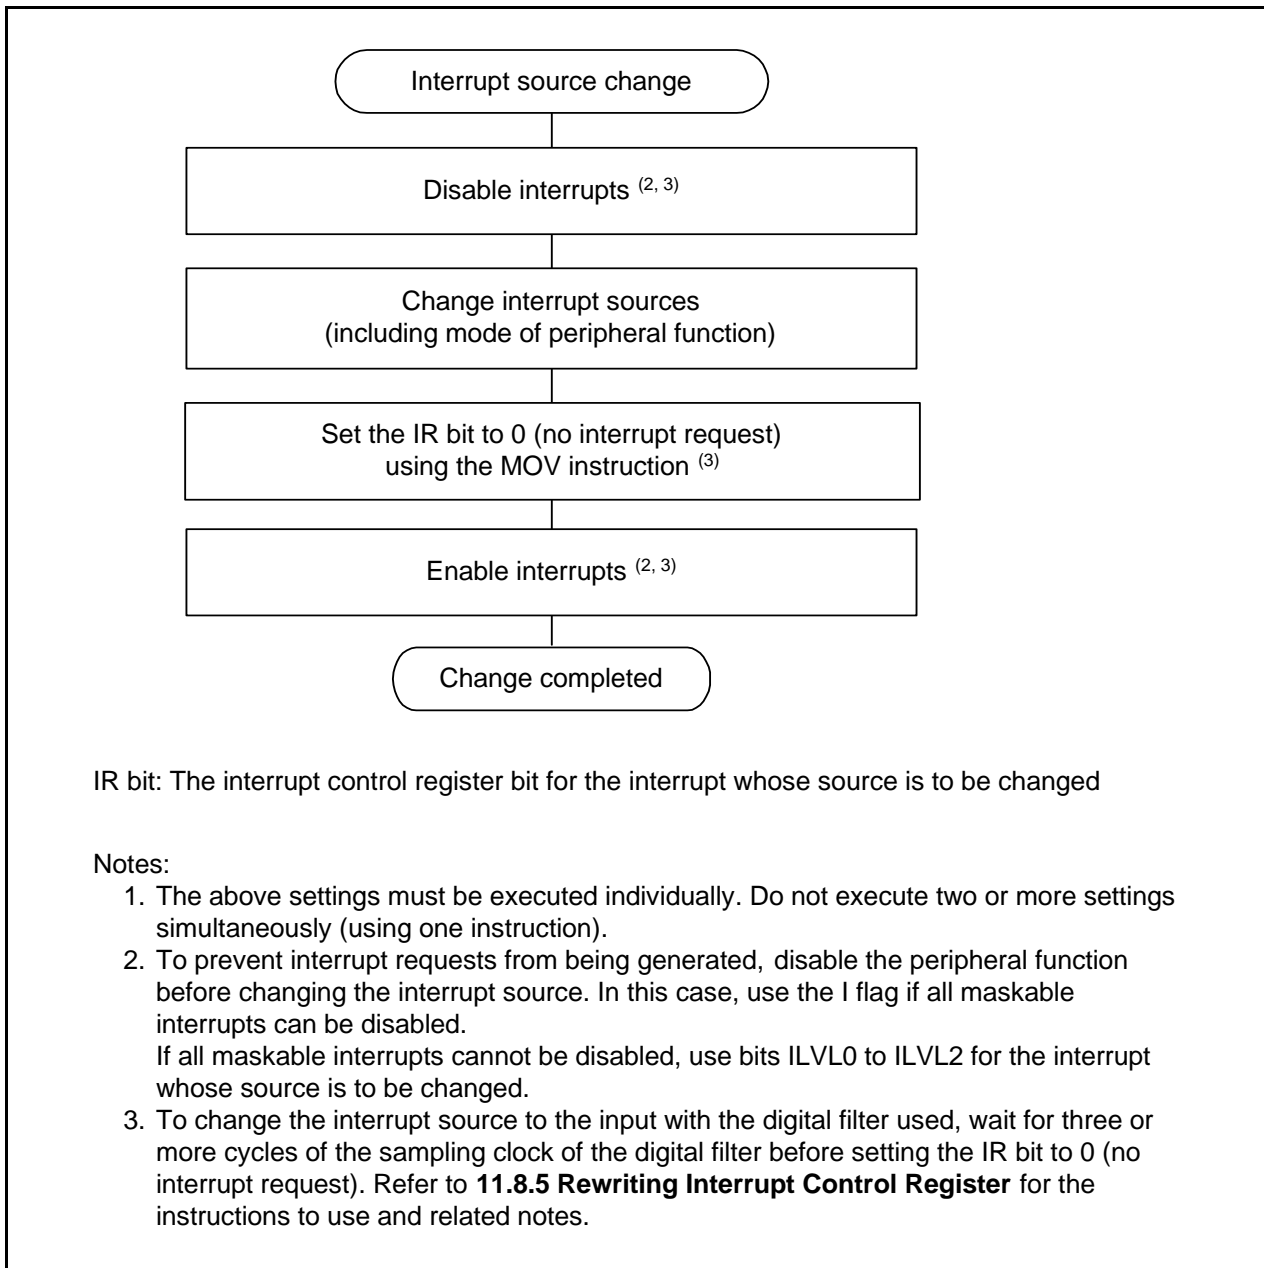 Interrupt source change
Disable interrupts (2, 3)
Change interrupt sources
(including mode of peripheral function)
Set the IR bit to 0 (no interrupt request)
using the MOV instruction (3)
Enable interrupts (2, 3)
Change completed
IR bit: The interrupt control register bit for the interrupt whose source is to be changed
Notes:
1. The above settings must be executed individually. Do not execute two or more settings
simultaneously (using one instruction).
2. To prevent interrupt requests from being generated, disable the peripheral function
before changing the interrupt source. In this case, use the I flag if all maskable
interrupts can be disabled.
If all maskable interrupts cannot be disabled, use bits ILVL0 to ILVL2 for the interrupt
whose source is to be changed.
3. To change the interrupt source to the input with the digital filter used, wait for three or
more cycles of the sampling clock of the digital filter before setting the IR bit to 0 (no
interrupt request). Refer to 11.8.5 Rewriting Interrupt Control Register for the
instructions to use and related notes.